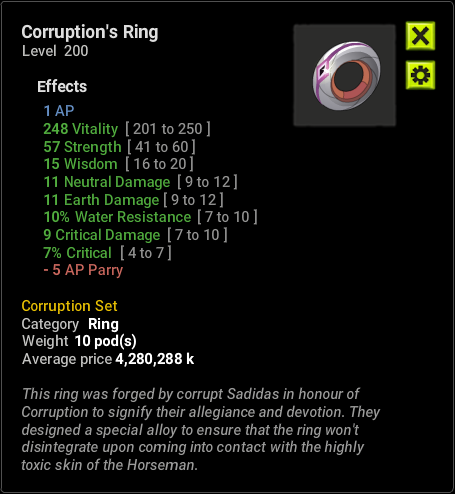 Corruption's Ring
Level 200
Effects
1 AP
248 Vitality [ 201 to 250 ]
57 Strength [ 41 to 60 ]
15 Wisdom [ 16 to 20 ]
11 Neutral Damage [ 9 to 12 ]
11 Earth Damage [ 9 to 12 ]
10% Water Resistance [ 7 to 10 ]
9 Critical Damage [ 7 to 10 ]
7% Critical [ 4 to 7 ]
- 5 AP Parry
Corruption Set
Category Ring
Weight 10 pod(s)
Average price 4,280,288 k
This ring was forged by corrupt Sadidas in honour of
Corruption to signify their allegiance and devotion. They
designed a special alloy to ensure that the ring won't
disintegrate upon coming into contact with the highly
toxic skin of the Horseman.